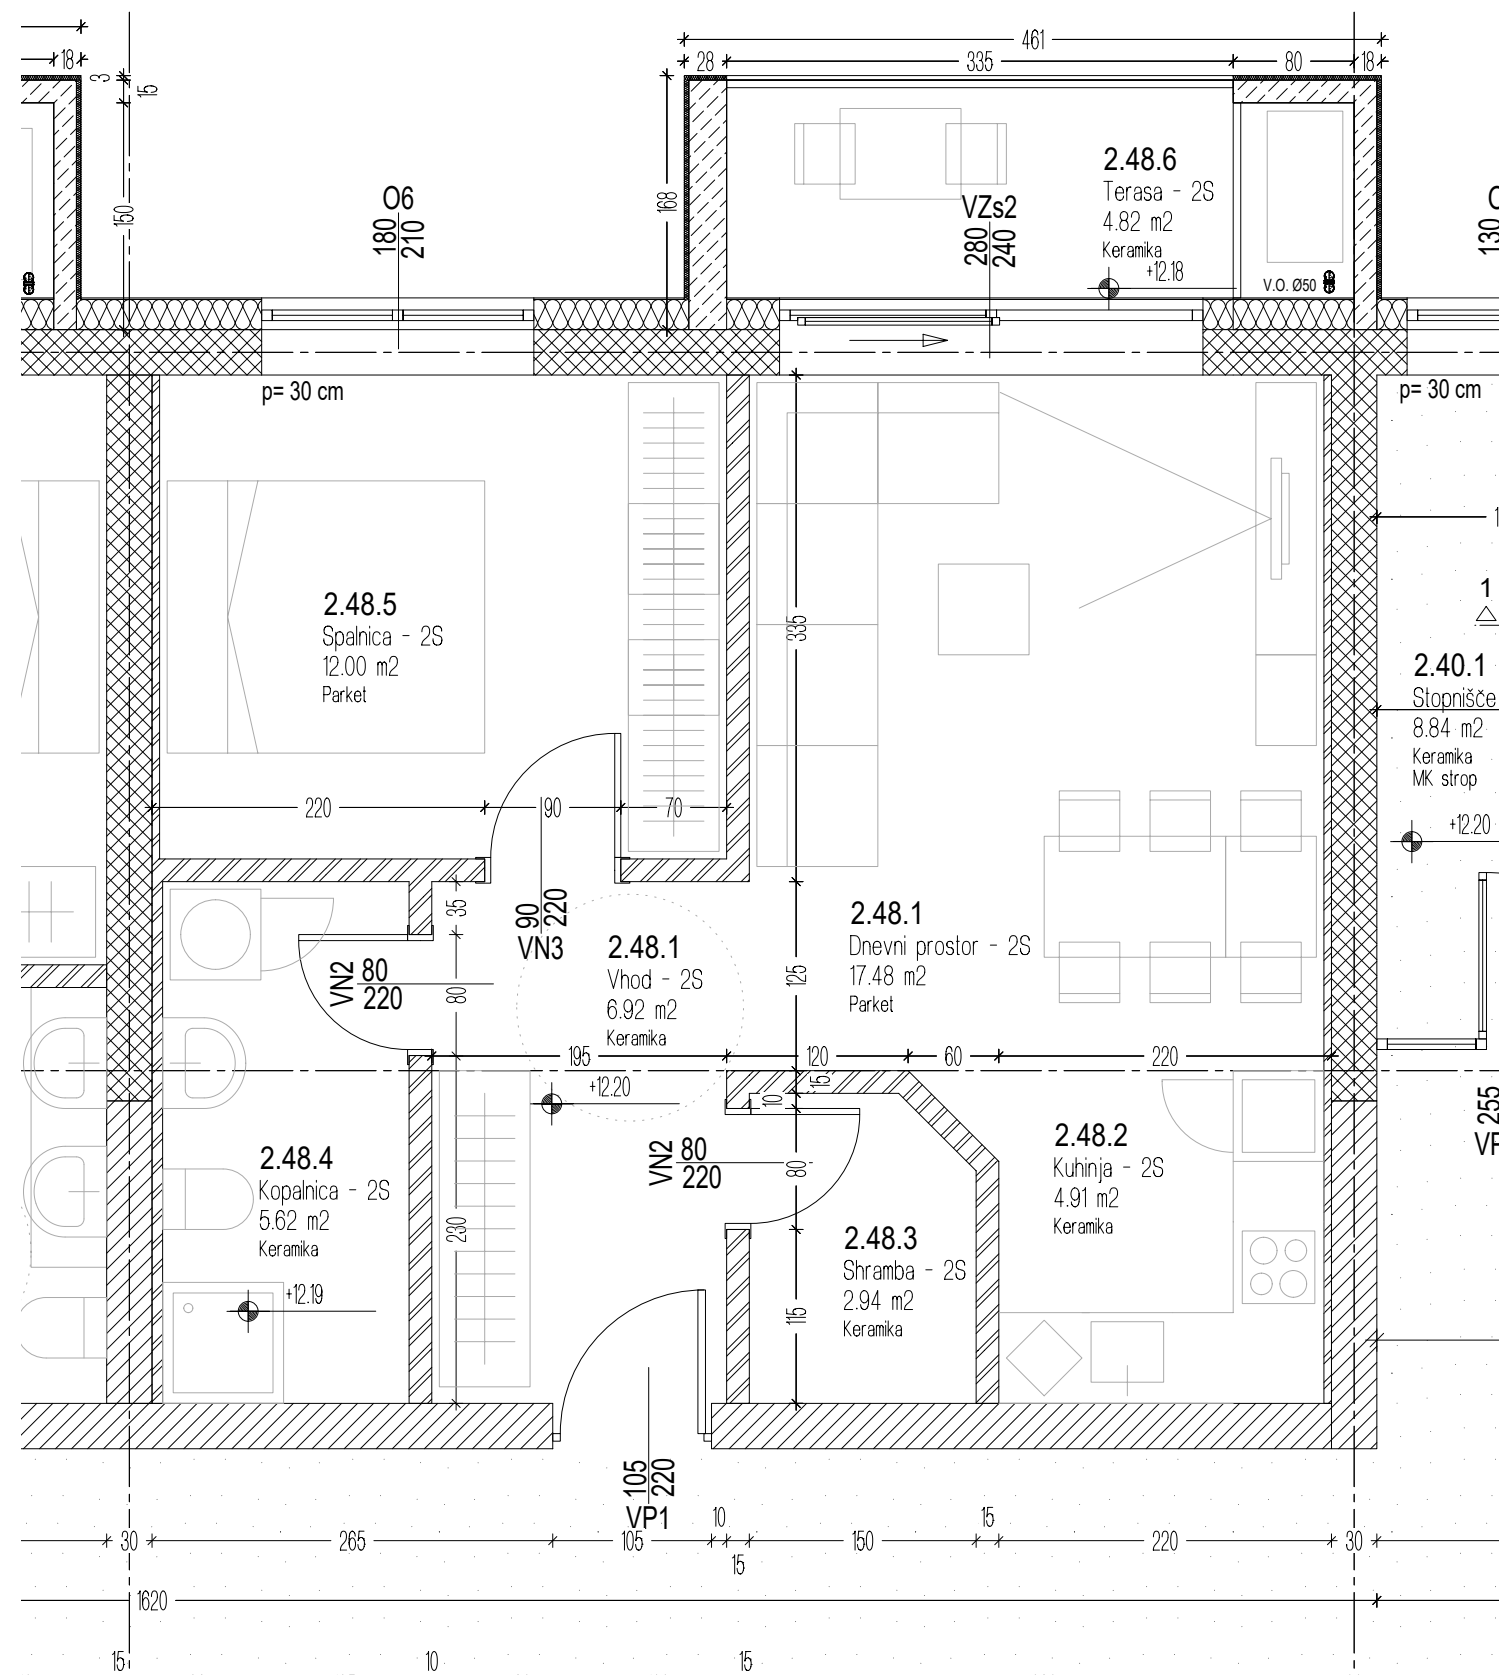 461
18
28
335
80
18
3
15
150
168
O6
180
210
VZs2
280
240
2.48.6
Terasa - 2S
4.82 m2
Keramika
+12.18
V.O. Ø50
130
p= 30 cm
p= 30 cm
2.48.5
Spalnica - 2S
12.00 m2
Parket
335
1
2.40.1
Stopnišče
8.84 m2
Keramika
MK strop
+12.20
220
90
70
35
90
220
VN3
2.48.1
Vhod - 2S
6.92 m2
Keramika
2.48.1
Dnevni prostor - 2S
17.48 m2
Parket
VN2
80
220
80
125
195
120
60
220
+12.20
15
10
2.48.4
Kopalnica - 2S
5.62 m2
Keramika
+12.19
230
VN2
80
220
80
2.48.2
Kuhinja - 2S
4.91 m2
Keramika
255
2.48.3
Shramba - 2S
2.94 m2
Keramika
115
105
220
VP1
30
265
105
10
15
150
15
220
30
1620
15
10
15